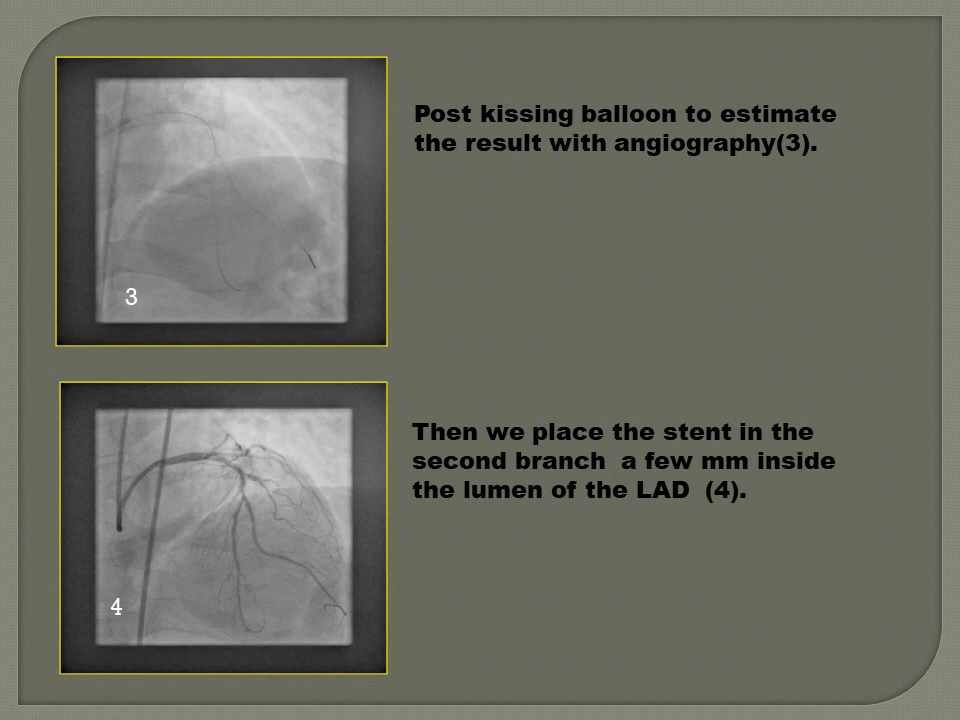 Post kissing balloon to estimate
the result with angiography(3).
3
Then we place the stent in the
second branch  a few mm inside
the lumen of the LAD  (4).
4